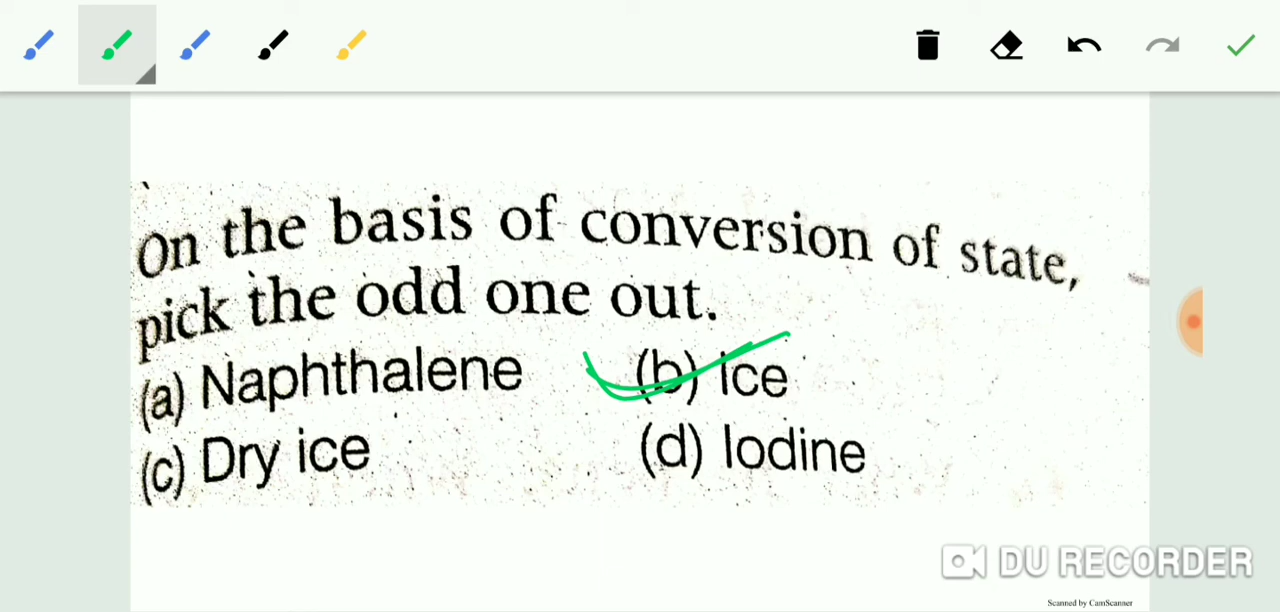 On the basis of conversion of state,
pick the odd one out.
(a) Naphthalene (b) ice
(c) Dry ice (d) Iodine
DU RECORDER
Scanned by CamScanner